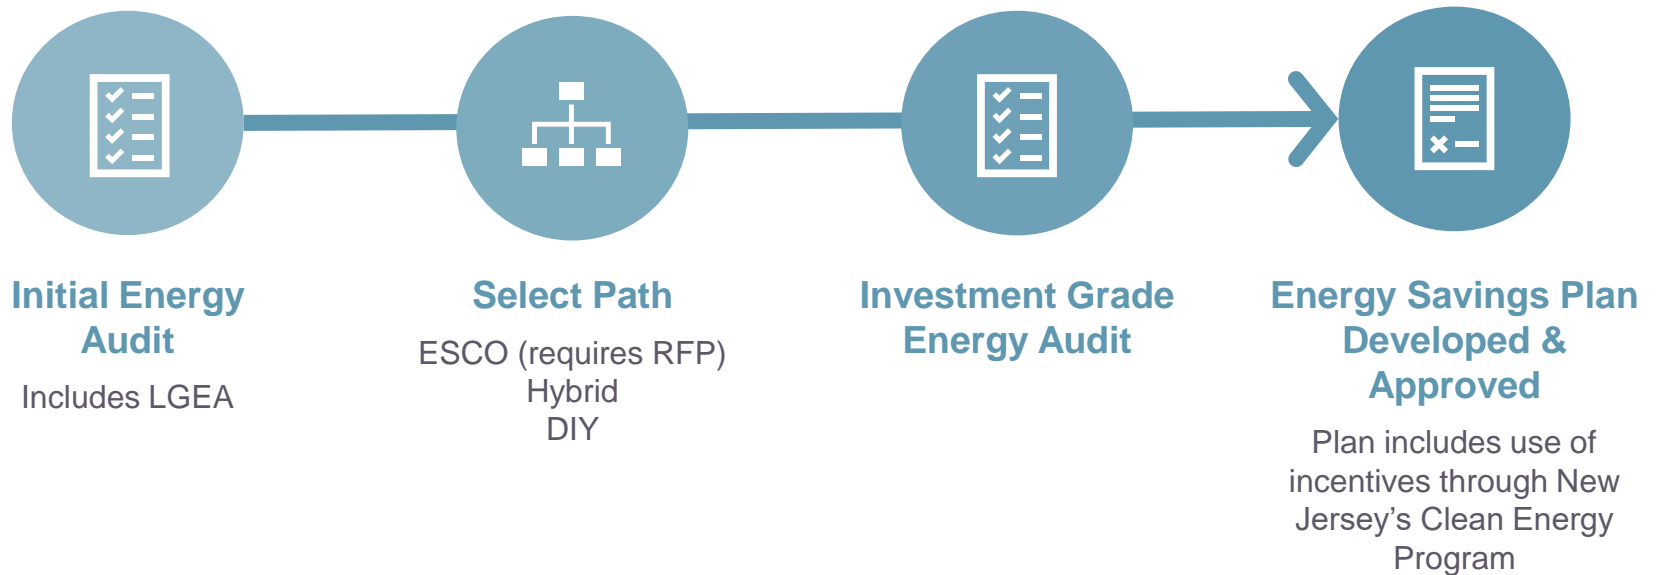 Initial Energy
Audit
Includes LGEA
Select Path
ESCO (requires RFP)
Hybrid
DIY
Investment Grade
Energy Audit
Energy Savings Plan
Developed &
Approved
Plan includes use of
incentives through New
Jersey’s Clean Energy
Program